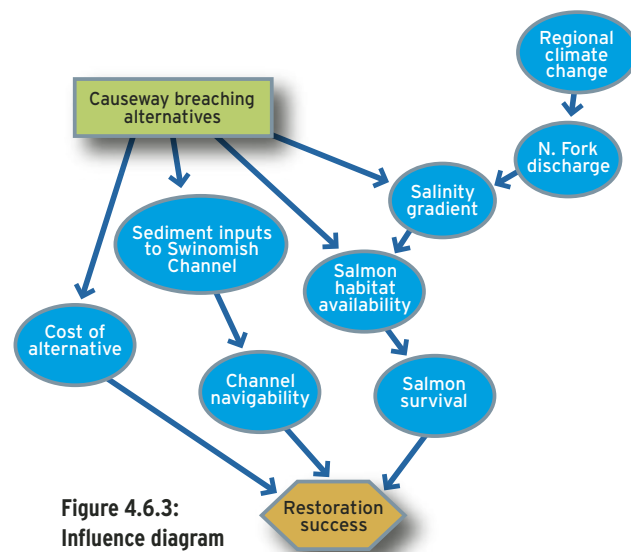 Regional
climate
change
Causeway breaching
alternatives
N. Fork
discharge
Salinity
gradient
Sediment inputs
to Swinomish
Channel
Salmon
habitat
availability
Cost of
alternative
Channel
navigability
Salmon
survival
Restoration
success
Figure 4.6.3:
Influence diagram